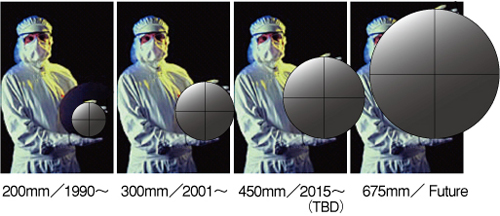 200mm／1990～
300mm／2001～
450mm／2015～
（TBD）
675mm／ Future